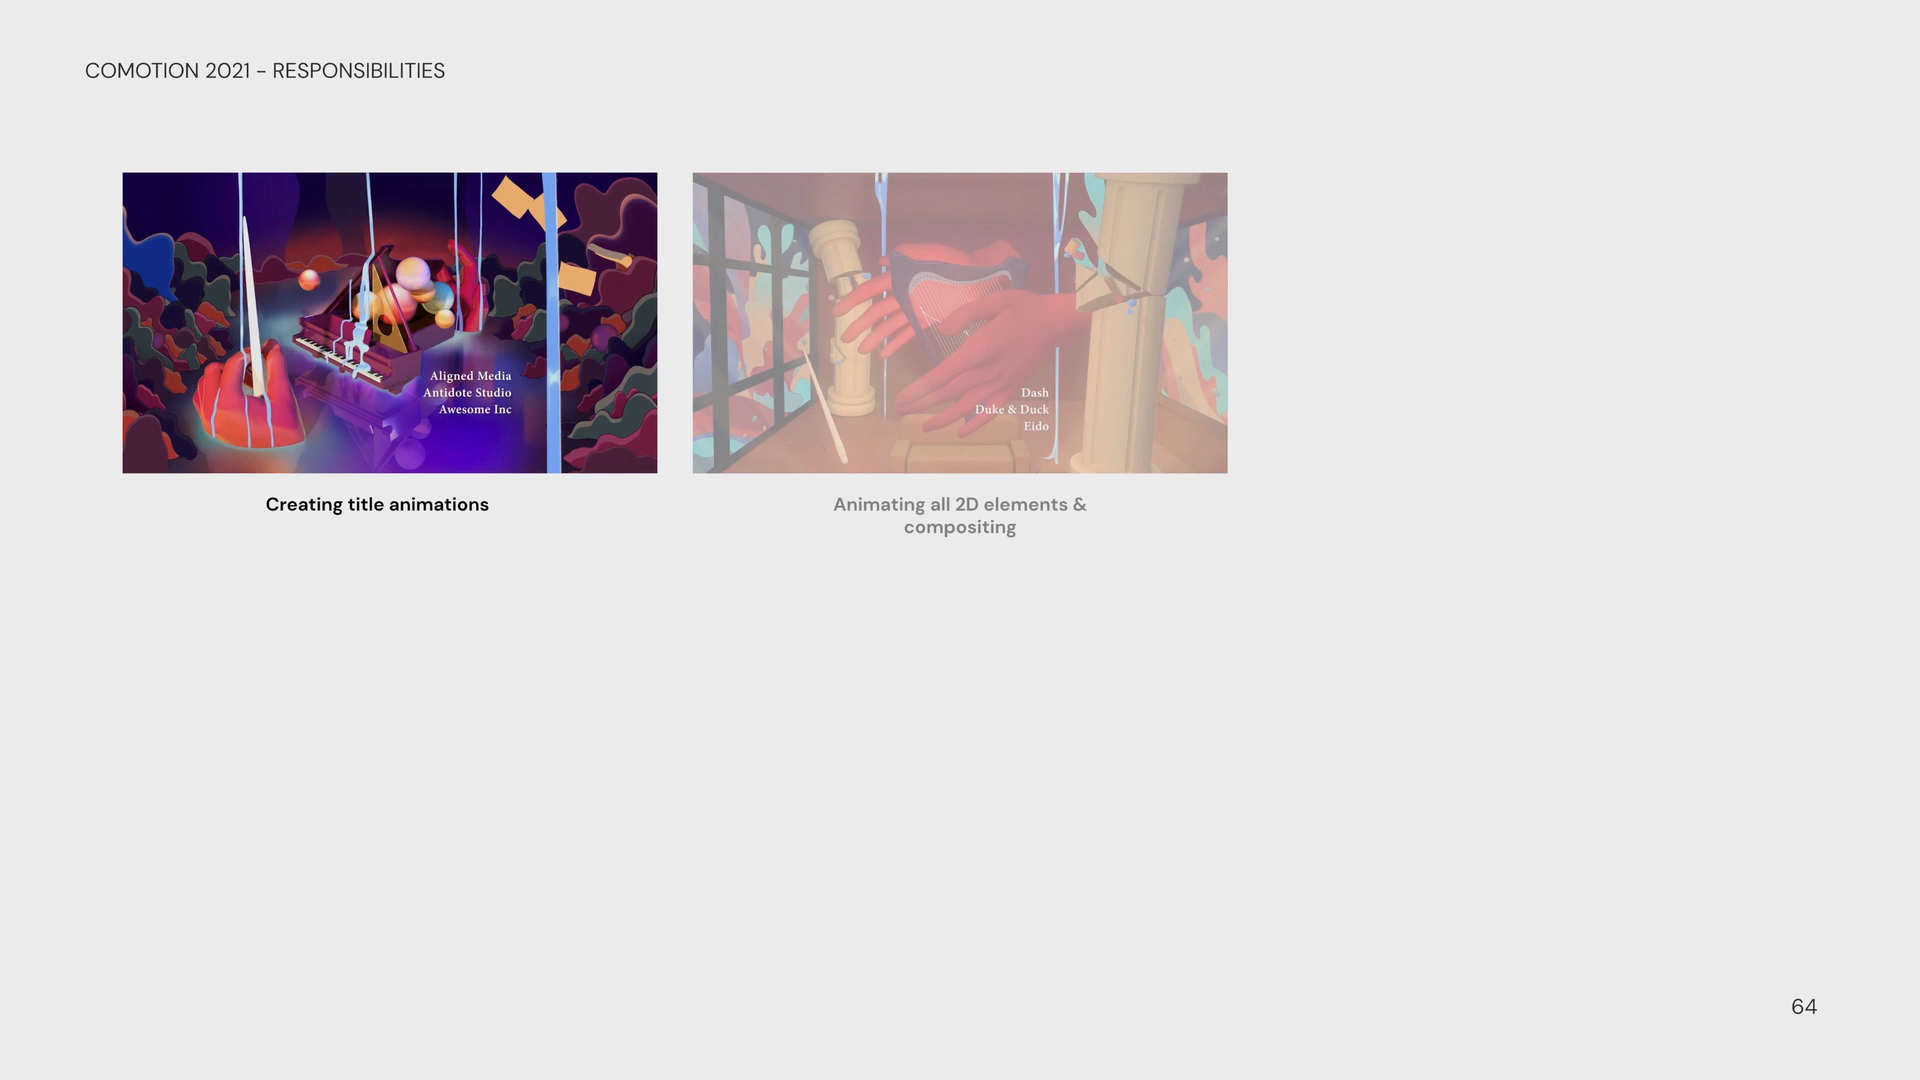 COMOTION 2021 – RESPONSIBILITIES
Aligned Media
Antidote Studio
Awesome Inc
Creating title animations
Dash
Duke & Duck
Eido
Animating all 2D elements &
compositing
64